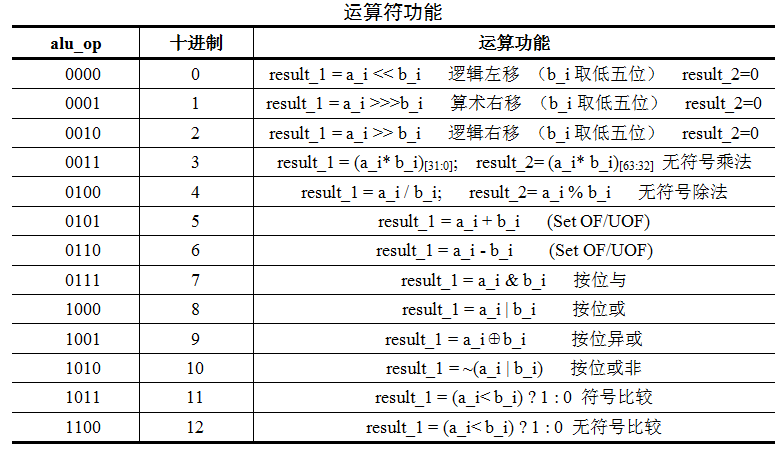 运算符功能
alu_op 十进制 运算功能
0000 0 result_1 = a_i << b_i 逻辑左移 （b_i 取低五位） result_2=0
0001 1 result_1 = a_i >>>b_i 算术右移 （b_i 取低五位） result_2=0
0010 2 result_1 = a_i >> b_i 逻辑右移 （b_i 取低五位） result_2=0
0011 3 result_1 = (a_i* b_i)[31:0]; result_2= (a_i* b_i)[63:32] 无符号乘法
0100 4 result_1 = a_i / b_i; result_2= a_i % b_i 无符号除法
0101 5 result_1 = a_i + b_i (Set OF/UOF)
0110 6 result_1 = a_i - b_i (Set OF/UOF)
0111 7 result_1 = a_i & b_i 按位与
1000 8 result_1 = a_i | b_i 按位或
1001 9 result_1 = a_i⊕b_i 按位异或
1010 10 result_1 = ~(a_i | b_i) 按位或非
1011 11 result_1 = (a_i< b_i) ? 1 : 0 符号比较
1100 12 result_1 = (a_i< b_i) ? 1 : 0 无符号比较